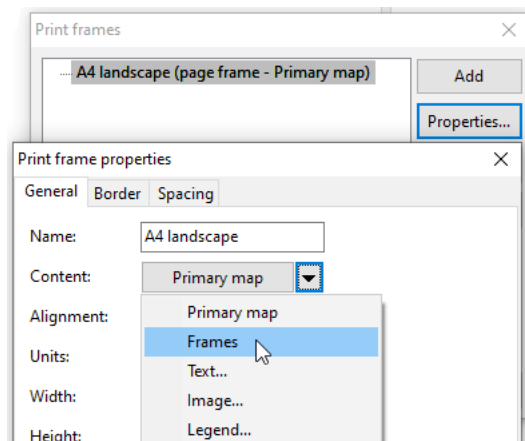 Print frames
A4 landscape (page frame - Primary map)
Add
Properties...
Print frame properties
General Border Spacing
Name: A4 landscape
Content: Primary map
Alignment: Primary map
Frames
Units:
Text...
Width: Image...
Height: Legend...